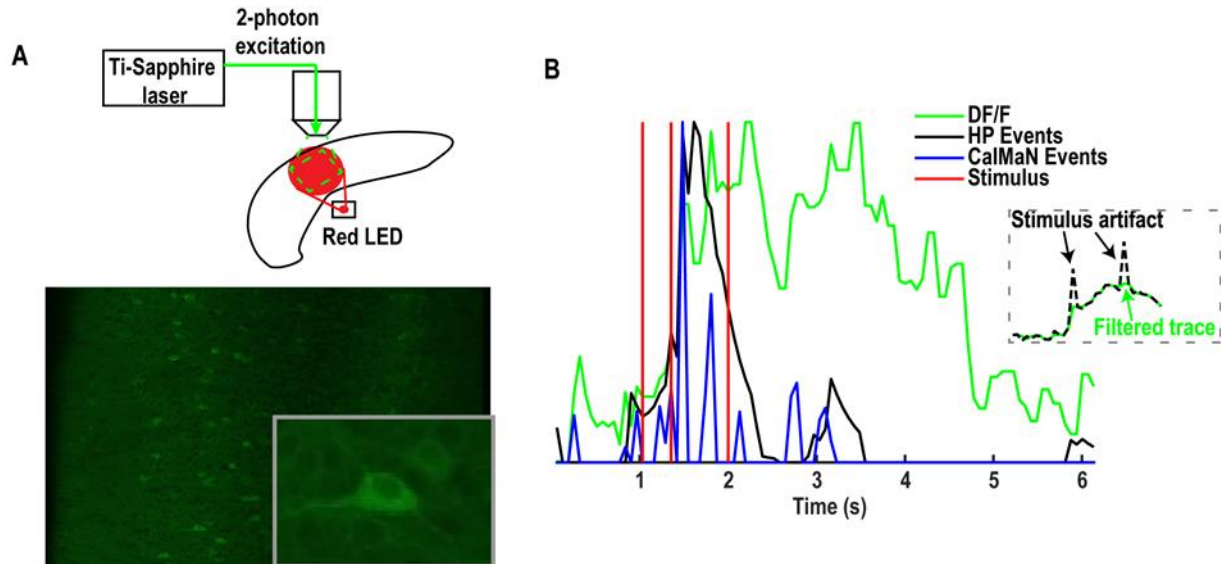 A
2-photon
excitation
Ti-Sapphire
laser
Red LED
B
DF/F
HP Events
CalMaN Events
Stimulus
Stimulus artifact
Filtered trace
1 2 3 4 5 6
Time (s)